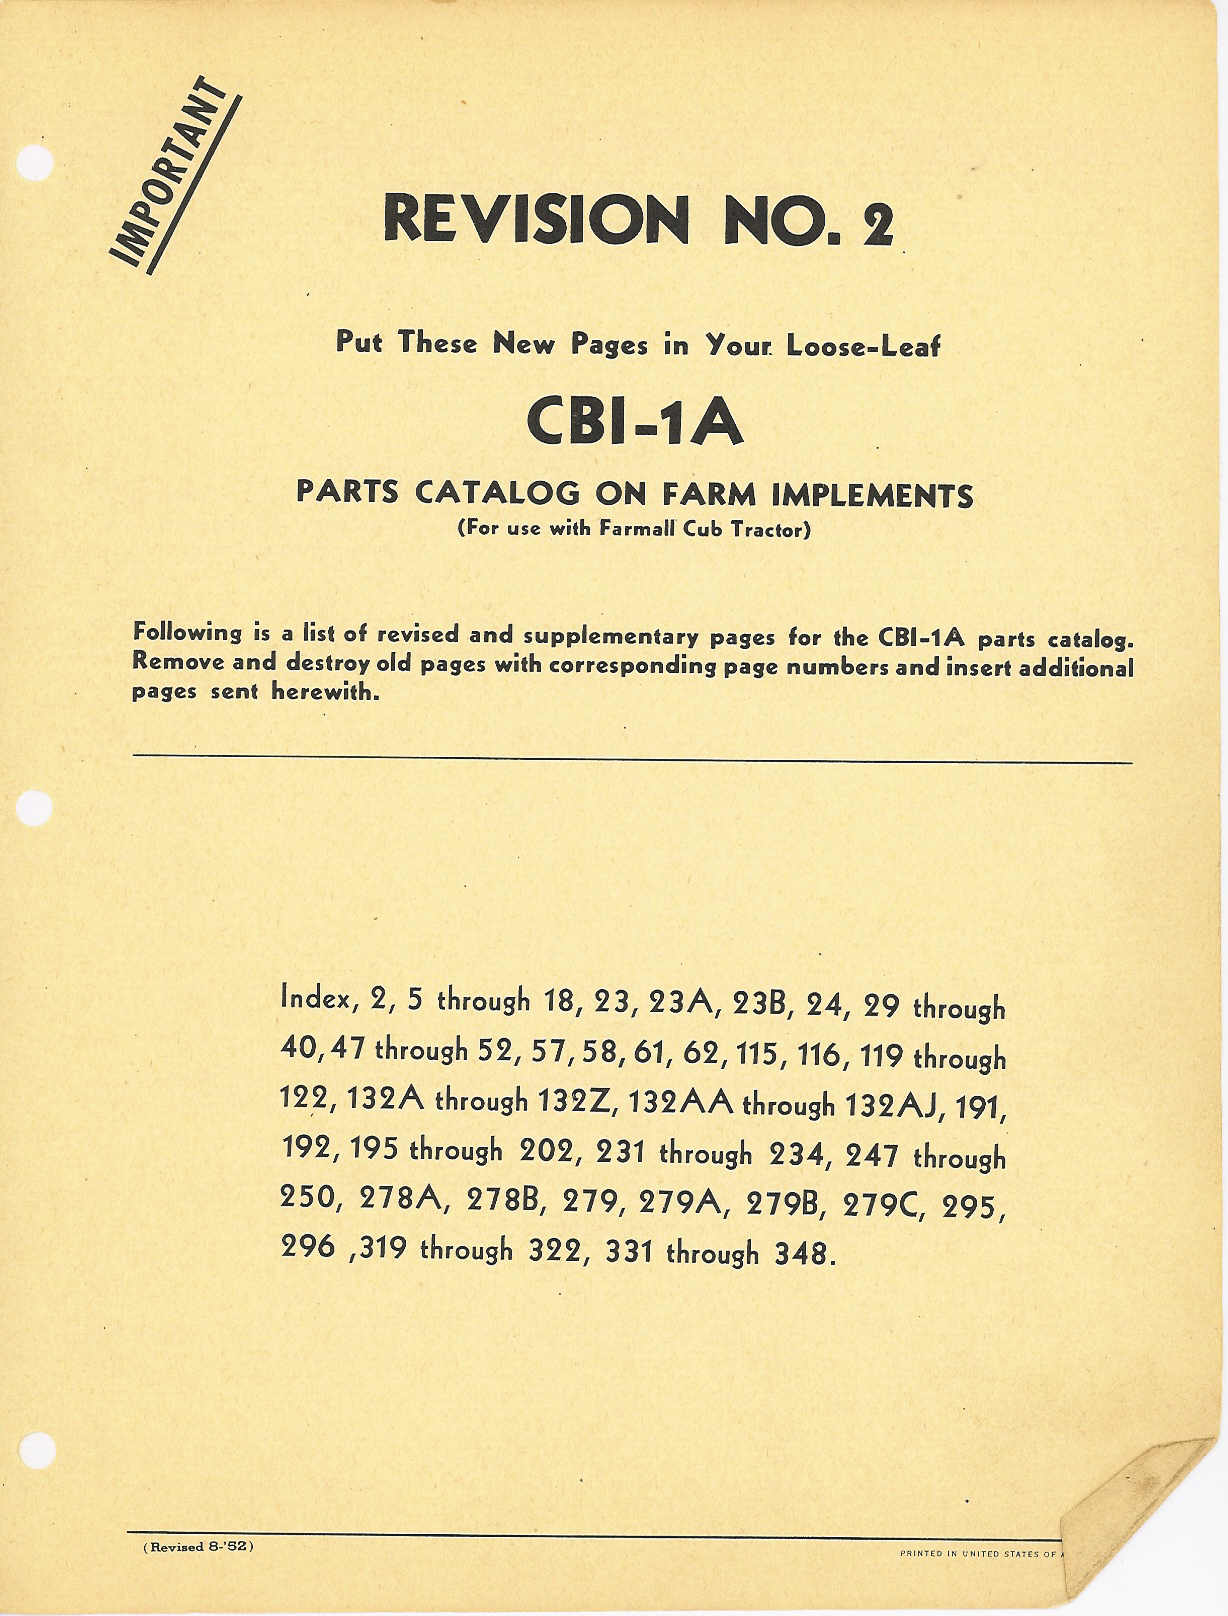 IMPORTANT
REVISION NO. 2
Put These New Pages in Your Loose-Leaf
CBI-1A
PARTS CATALOG ON FARM IMPLEMENTS
(For use with Farmall Cub Tractor)
Following is a list of revised and supplementary pages for the CBI-1A parts catalog.
Remove and destroy old pages with corresponding page numbers and insert additional
pages sent herewith.
Index, 2, 5 through 18, 23, 23A, 23B, 24, 29 through
40, 47 through 52, 57, 58, 61, 62, 115, 116, 119 through
122, 132A through 132Z, 132AA through 132AJ, 191,
192, 195 through 202, 231 through 234, 247 through
250, 278A, 278B, 279, 279A, 279B, 279C, 295,
296 ,319 through 322, 331 through 348.
(Revised 8-'52)
PRINTED IN UNITED STATES OF